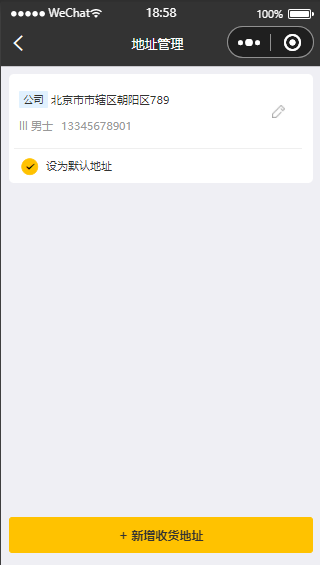 WeChat 18:58 100%
地址管理
公司 北京市市辖区朝阳区789
lll 男士 13345678901
设为默认地址
+ 新增收货地址